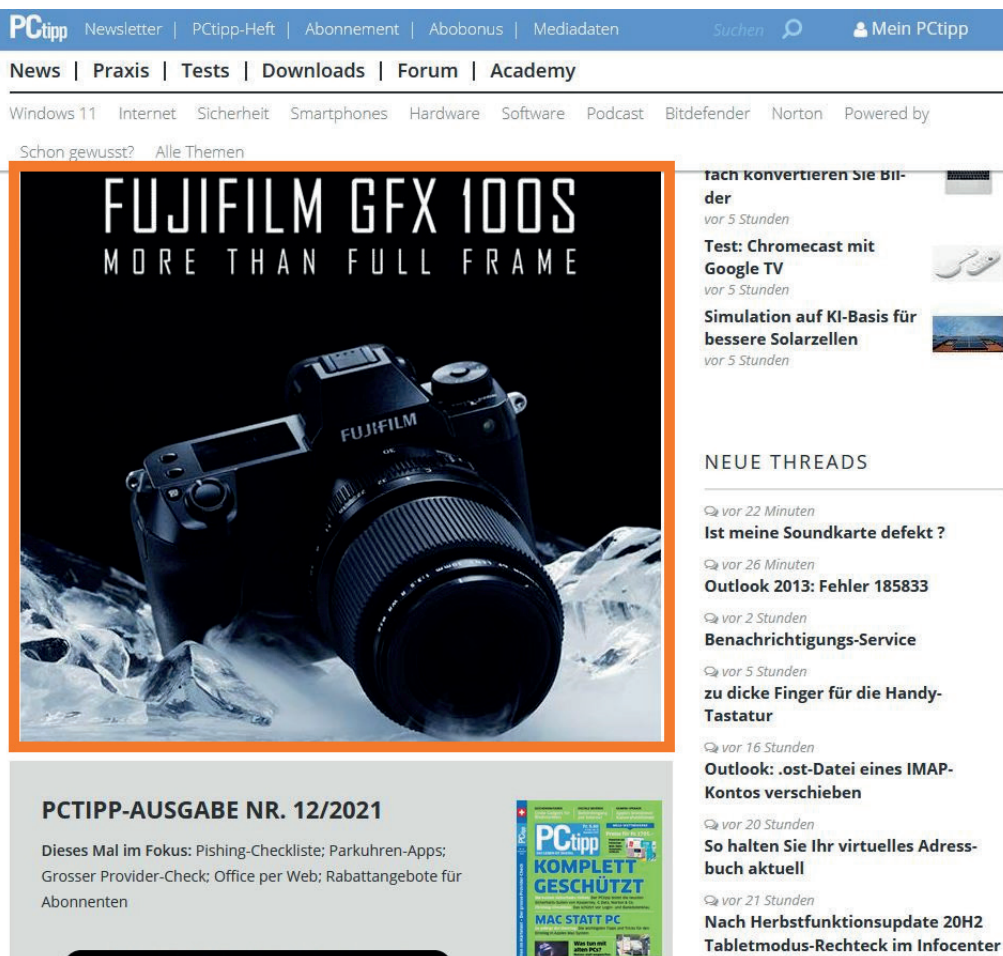 PCtipp Newsletter | PCtipp-Heft | Abonnement | Abobonus | Mediadaten Suchen Mein PCtipp
News | Praxis | Tests | Downloads | Forum | Academy
Windows 11 Internet Sicherheit Smartphones Hardware Software Podcast Bitdefender Norton Powered by
Schon gewusst? Alle Themen
FUJIFILM GFX 100S
MORE THAN FULL FRAME
FUJIFILM
fach konvertieren Sie Bil-
der
vor 5 Stunden
Test: Chromecast mit
Google TV
vor 5 Stunden
Simulation auf KI-Basis für
bessere Solarzellen
vor 5 Stunden
NEUE THREADS
vor 22 Minuten
Ist meine Soundkarte defekt ?
vor 26 Minuten
Outlook 2013: Fehler 185833
vor 2 Stunden
Benachrichtigungs-Service
vor 5 Stunden
zu dicke Finger für die Handy-
Tastatur
vor 16 Stunden
Outlook: .ost-Datei eines IMAP-
Kontos verschieben
vor 20 Stunden
So halten Sie Ihr virtuelles Adress-
buch aktuell
vor 21 Stunden
Nach Herbstfunktionsupdate 20H2
Tabletmodus-Rechteck im Infocenter
PCTIPP-AUSGABE NR. 12/2021
Dieses Mal im Fokus: Pishing-Checkliste; Parkuhren-Apps;
Grosser Provider-Check; Office per Web; Rabattangebote für
Abonnenten
PCtipp
KOMPLETT
GESCHÜTZT
MAC STATT PC
Was tun mit
alten PCs?